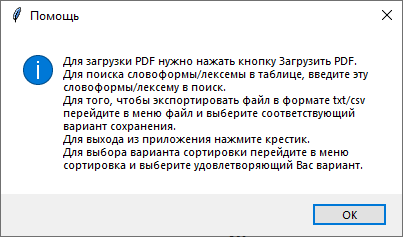 Помощь
Для загрузки PDF нужно нажать кнопку Загрузить PDF.
Для поиска словоформы/лексемы в таблице, введите эту
словоформы/лексему в поиск.
Для того, чтобы экспортировать файл в формате txt/csv
перейдите в меню файл и выберите соответствующий
вариант сохранения.
Для выхода из приложения нажмите крестик.
Для выбора варианта сортировки перейдите в меню
сортировка и выберите удовлетворяющий Вас вариант.
ОК